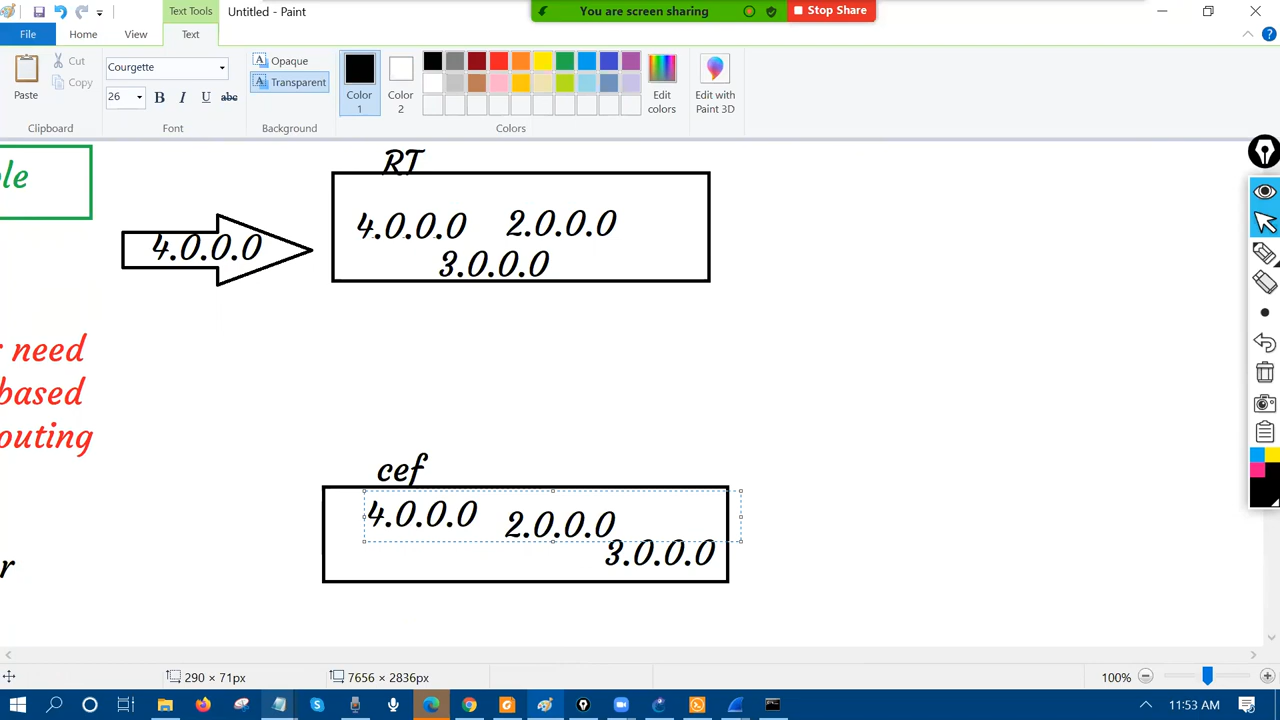 Text Tools
Untitled - Paint
You are screen sharing
Stop Share
File
Home
View
Text
Paste
Cut
Copy
Clipboard
Courgette
26
B I U abc
Font
Opaque
Transparent
Background
Color 1
Color 2
Edit colors
Colors
Edit with Paint 3D
RT
4.0.0.0
4.0.0.0 2.0.0.0
3.0.0.0
need
based
cef
4.0.0.0 2.0.0.0
3.0.0.0
290 × 71px
7656 × 2836px
100%
11:53 AM